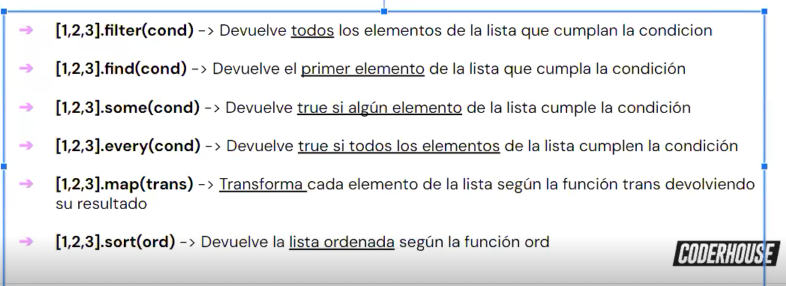 ➔ [1,2,3].filter(cond) -> Devuelve todos los elementos de la lista que cumplan la condicion
➔ [1,2,3].find(cond) -> Devuelve el primer elemento de la lista que cumpla la condición
➔ [1,2,3].some(cond) -> Devuelve true si algún elemento de la lista cumple la condición
➔ [1,2,3].every(cond) -> Devuelve true si todos los elementos de la lista cumplen la condición
➔ [1,2,3].map(trans) -> Transforma cada elemento de la lista según la función trans devolviendo
su resultado
➔ [1,2,3].sort(ord) -> Devuelve la lista ordenada según la función ord
CODERHOUSE